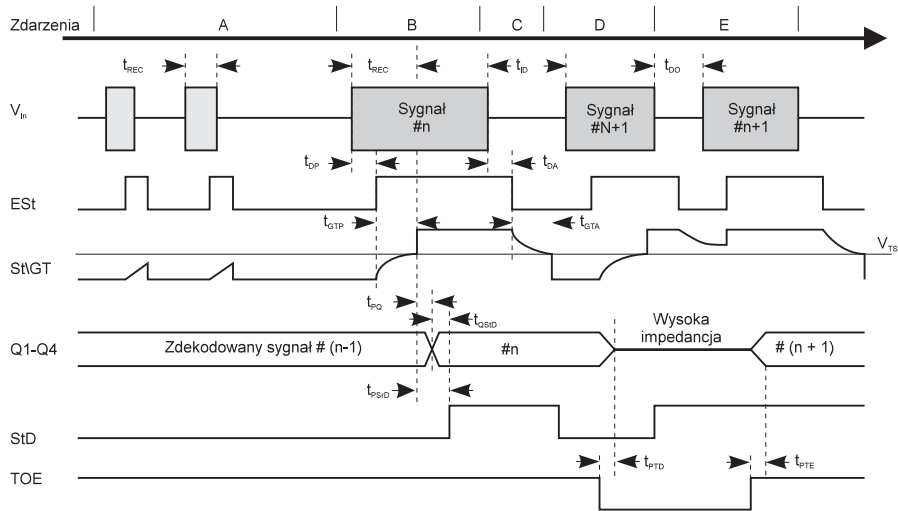 Zdarzenia A B C D E
tREC tREC tID tDO
VIn Sygnał #n Sygnał #N+1 Sygnał #n+1
tDP tDA
ESt
tGTP tGTA
St\GT VTS
tPQ
tQStD
Q1-Q4 Zdekodowany sygnał # (n-1) #n Wysoka impedancja # (n + 1)
tPSrD
StD
tPTD tPTE
TOE